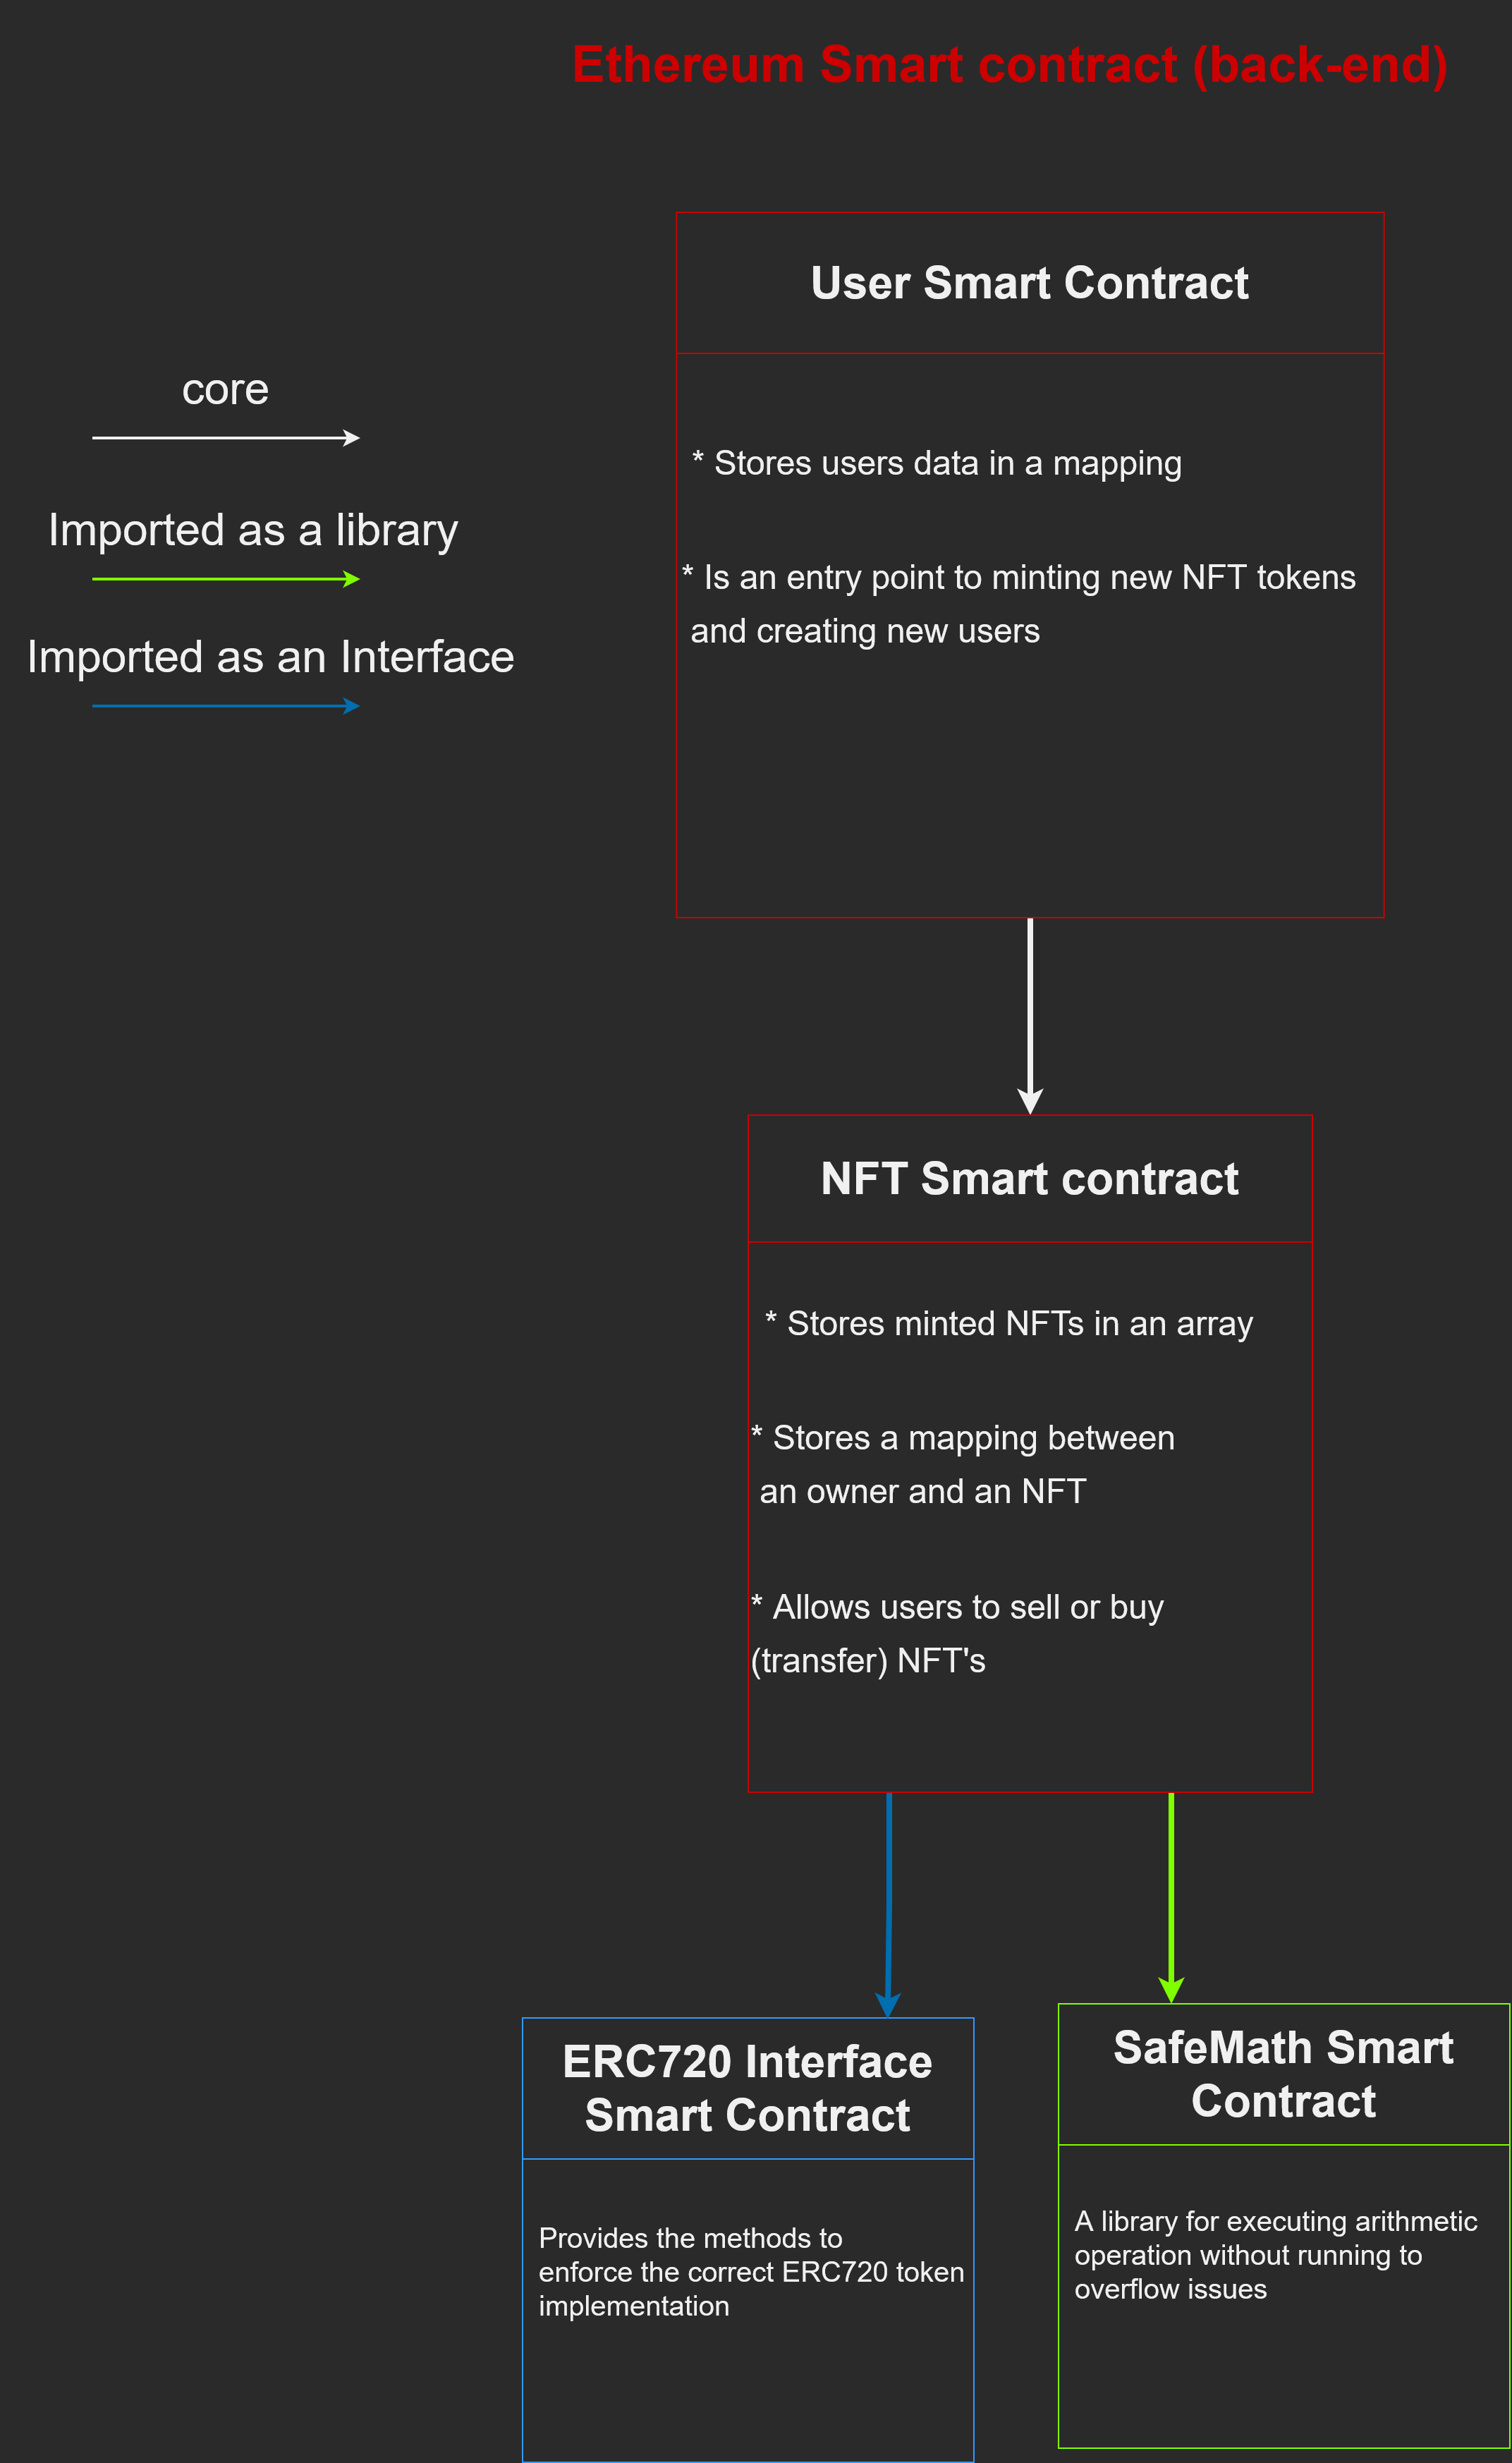 Ethereum Smart contract (back-end)
core
Imported as a library
Imported as an Interface
User Smart Contract
* Stores users data in a mapping
* Is an entry point to minting new NFT tokens
and creating new users
NFT Smart contract
* Stores minted NFTs in an array
* Stores a mapping between
an owner and an NFT
* Allows users to sell or buy
(transfer) NFT's
ERC720 Interface
Smart Contract
Provides the methods to
enforce the correct ERC720 token
implementation
SafeMath Smart
Contract
A library for executing arithmetic
operation without running to
overflow issues